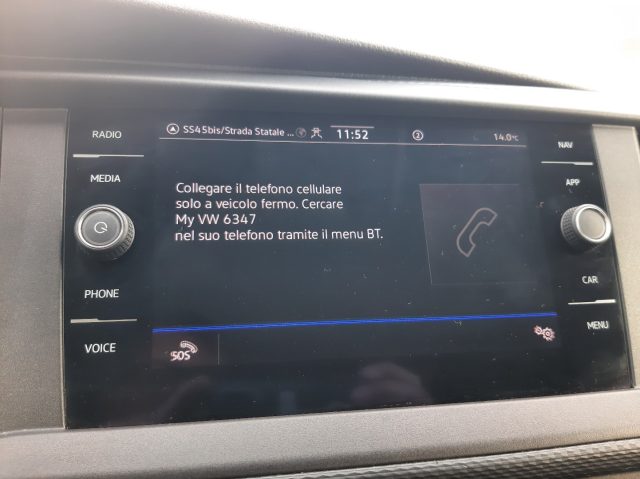 RADIO
MEDIA
PHONE
VOICE
SS45bis/Strada Statale ...
11:52
2
14.0°C
Collegare il telefono cellulare
solo a veicolo fermo. Cercare
My VW 6347
nel suo telefono tramite il menu BT.
SOS
NAV
APP
CAR
MENU